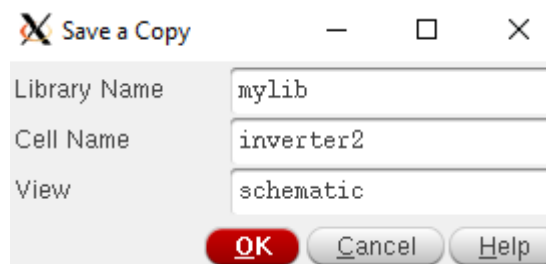 Save a Copy
Library Name mylib
Cell Name inverter2
View schematic
OK Cancel Help